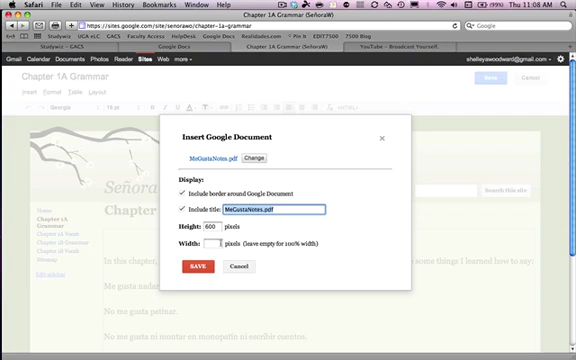 Safari File Edit View History Bookmarks Window Help Thu 11:08 AM
Chapter 1A Grammar (SeñoraW)
https://sites.google.com/site/senorawo/chapter-1a-grammar
Google
Studywiz - GACS UGA eLC GACS Faculty Access HelpDesk Dropbox Google Docs Realidades.com Pin It EDIT7500 7500 Blog
Studywiz - GACS
Google Docs
Chapter 1A Grammar (SeñoraW)
YouTube – Broadcast Yourself.
Gmail Calendar Documents Photos Reader Sites Web more
shelleyawoodward@gmail.com
Chapter 1A Grammar
Save
Cancel
Insert Format Table Layout
Georgia
<HTML>
Insert Google Document
MeGustaNotes.pdf Change
Display:
Include border around Google Document
Include title: MeGustaNotes.pdf
Height: 600 pixels
Width: pixels (leave empty for 100% width)
SAVE Cancel
Señor
Chapter
Search this site
Home
Chapter 1A
Grammar
Chapter 1A Vocab
Chapter 1B Grammar
Chapter 1B Vocab
Sitemap
Edit sidebar
In this chapter,
some things I learned how to say:
Me gusta nada
No me gusta patinar.
No me gusta ni montar en monopatín ni escribir cuentos.